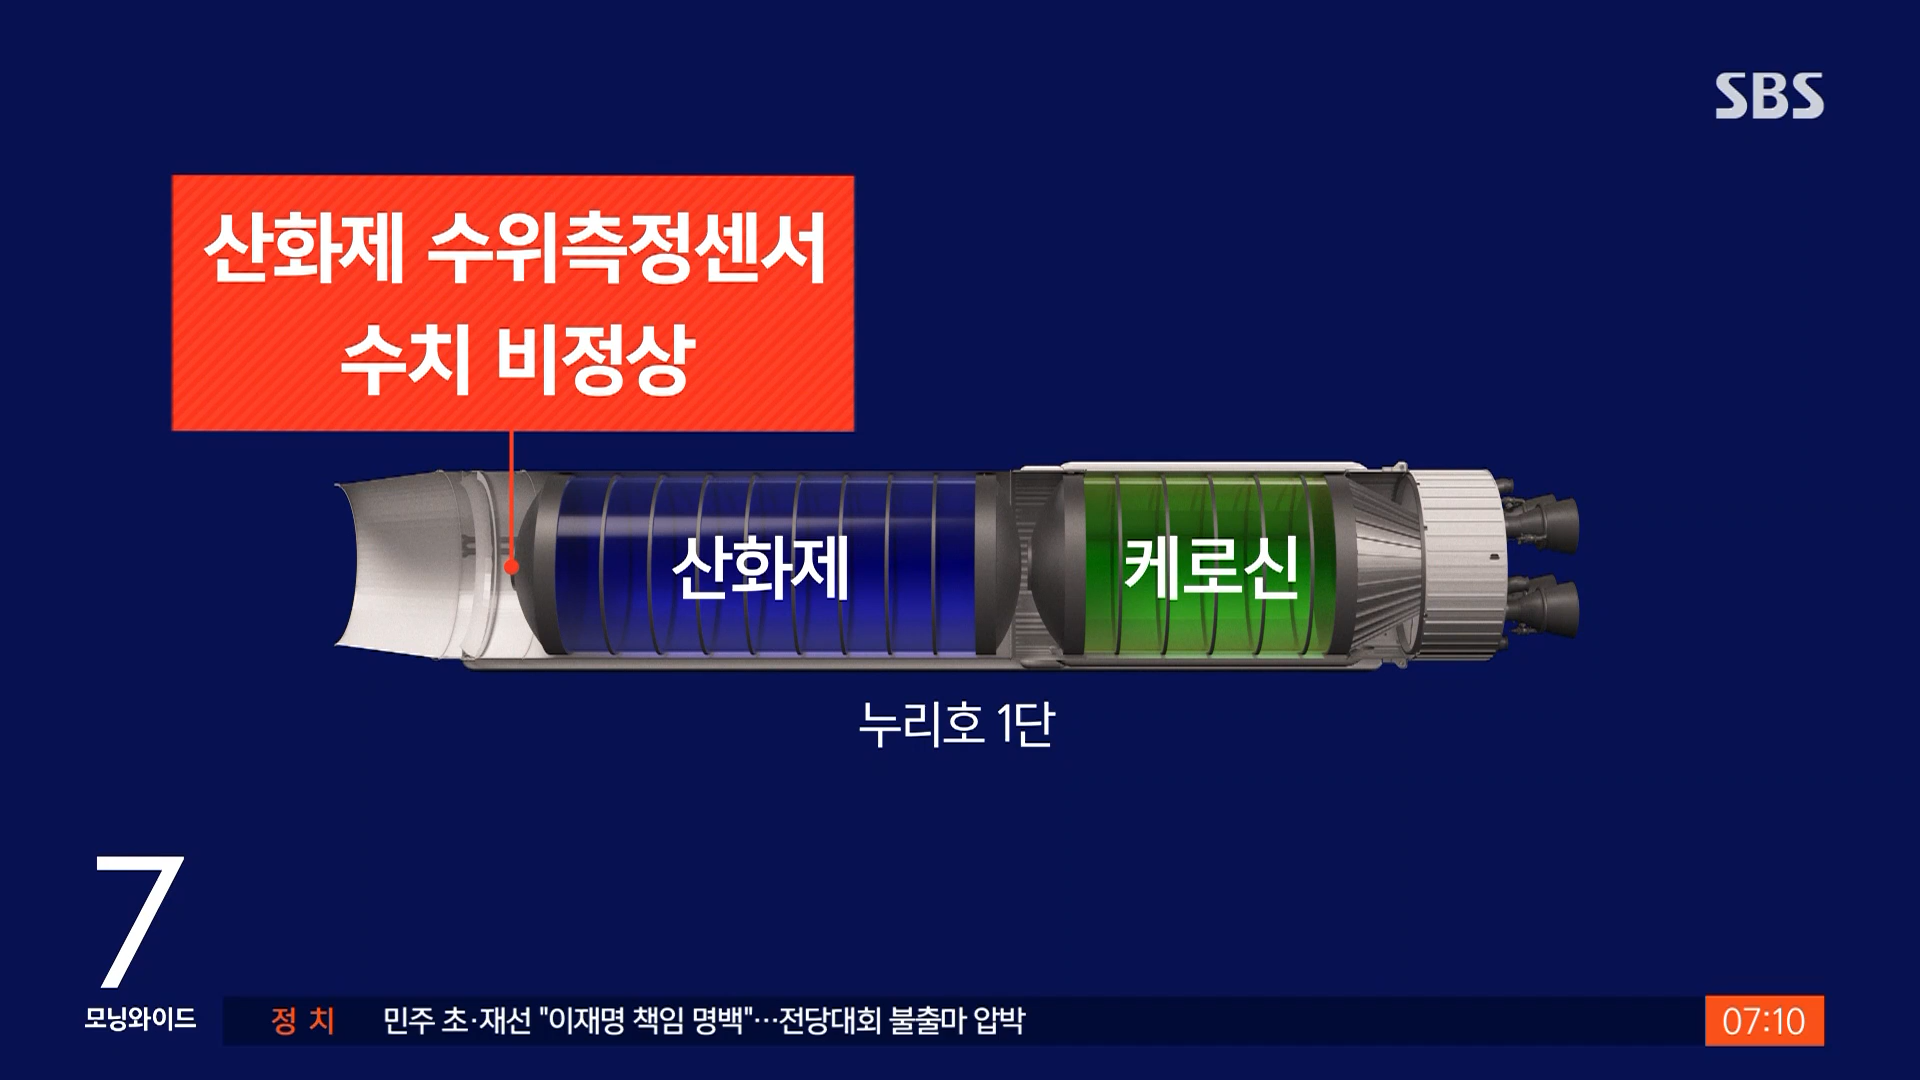 SBS
산화제 수위측정센서
수치 비정상
산화제
케로신
누리호 1단
7
모닝와이드
정 치 민주 초·재선 "이재명 책임 명백"…전당대회 불출마 압박
07:10